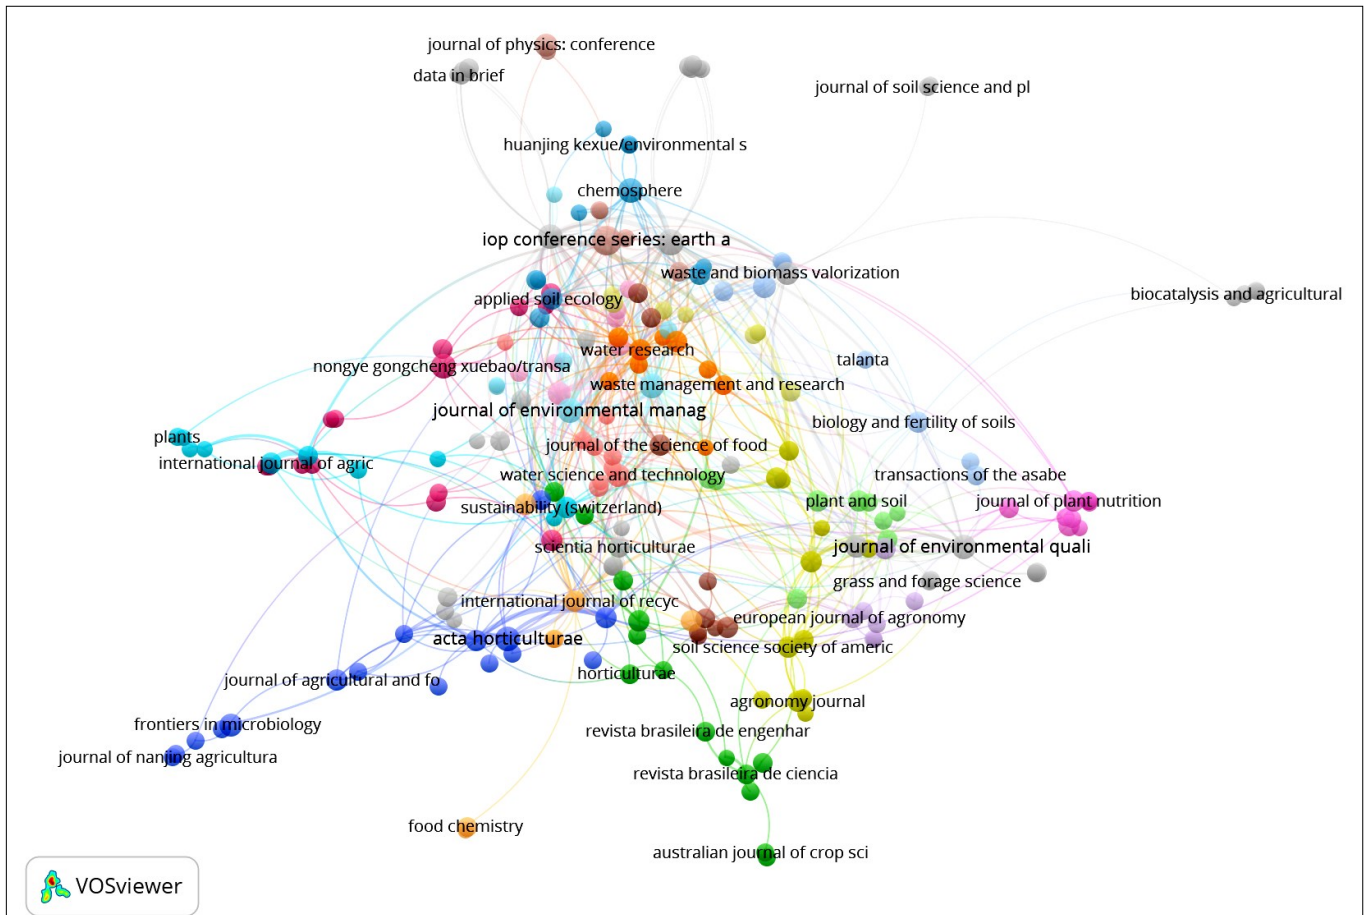 journal of physics: conference
data in brief
journal of soil science and pl
huanjing kexue/environmental s
chemosphere
iop conference series: earth a
waste and biomass valorization
biocatalysis and agricultural
applied soil ecology
water research
talanta
nongye gongcheng xuebao/transa
waste management and research
journal of environmental manag
biology and fertility of soils
plants
journal of the science of food
international journal of agric
water science and technology
transactions of the asabe
plant and soil
journal of plant nutrition
sustainability (switzerland)
scientia horticulturae
journal of environmental quali
grass and forage science
international journal of recyc
european journal of agronomy
acta horticulturae
soil science society of americ
horticulturae
journal of agricultural and fo
agronomy journal
frontiers in microbiology
revista brasileira de engenhar
journal of nanjing agricultura
revista brasileira de ciencia
food chemistry
australian journal of crop sci
VOSviewer